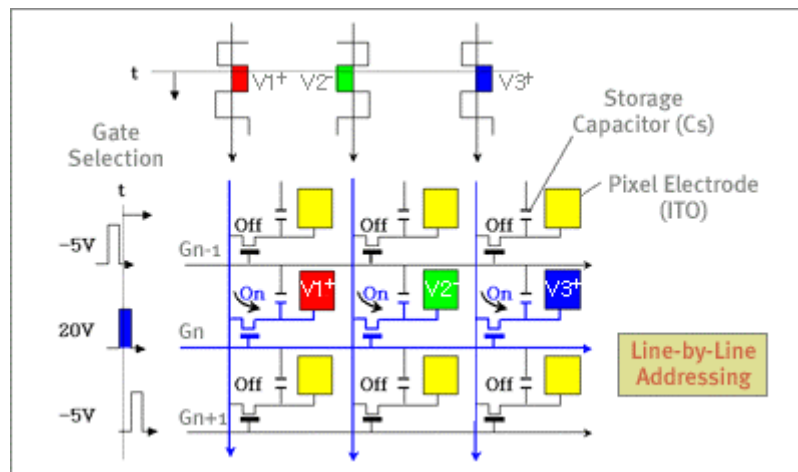 t
V1+ V2- V3+
Gate
Selection
t
Storage
Capacitor (Cs)
Pixel Electrode
(ITO)
-5V
Off Off Off
Gn-1
20V
On V1+ On V2- On V3+
Gn
Line-by-Line
Addressing
-5V
Off Off Off
Gn+1